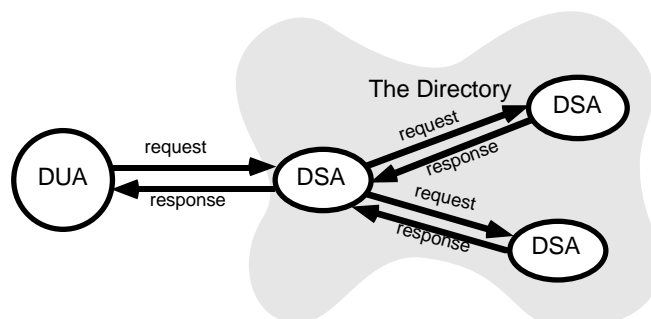 The Directory
DSA
request
request
response
DUA
DSA
response
request
response
DSA